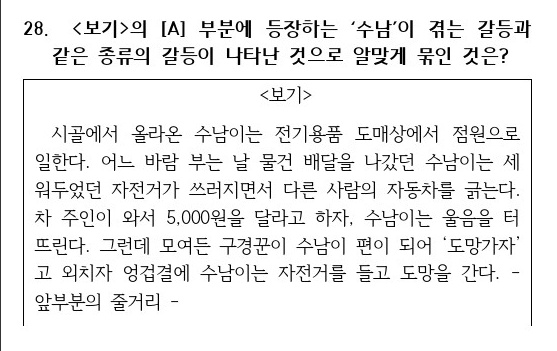 28. <보기>의 [A] 부분에 등장하는 ‘수남’이 겪는 갈등과
같은 종류의 갈등이 나타난 것으로 알맞게 묶인 것은?
<보기>
시골에서 올라온 수남이는 전기용품 도매상에서 점원으로
일한다. 어느 바람 부는 날 물건 배달을 나갔던 수남이는 세
워두었던 자전거가 쓰러지면서 다른 사람의 자동차를 긁는다.
차 주인이 와서 5,000원을 달라고 하자, 수남이는 울음을 터
뜨린다. 그런데 모여든 구경꾼이 수남이 편이 되어 ‘도망가자’
고 외치자 엉겁결에 수남이는 자전거를 들고 도망을 간다. -
앞부분의 줄거리 -